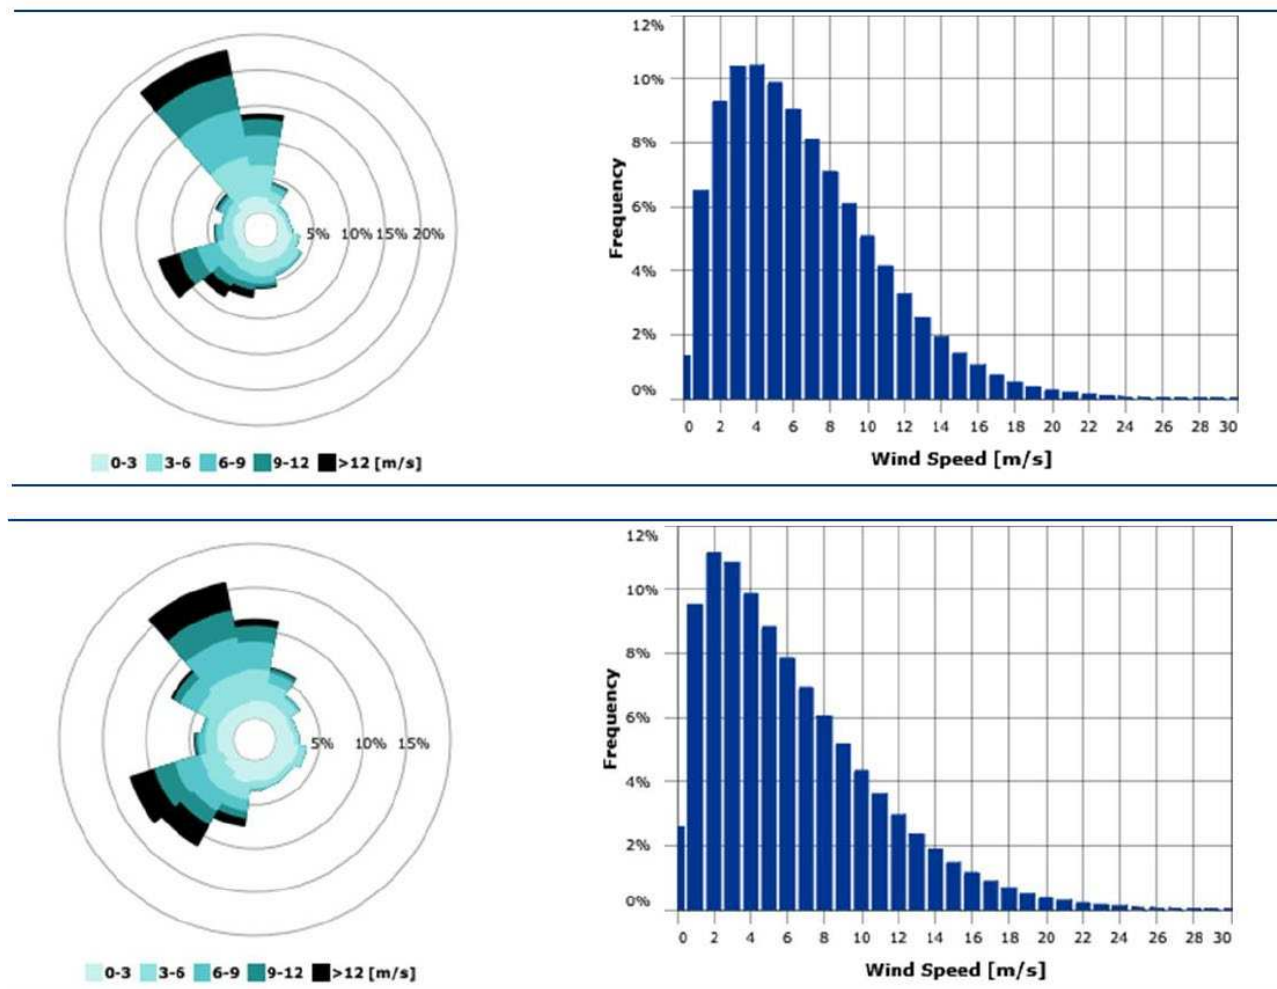 5% 10% 15% 20%
0-3 3-6 6-9 9-12 >12 [m/s]
12%
10%
8%
6%
4%
2%
0%
Frequency
0 2 4 6 8 10 12 14 16 18 20 22 24 26 28 30
Wind Speed [m/s]
5% 10% 15%
0-3 3-6 6-9 9-12 >12 [m/s]
12%
10%
8%
6%
4%
2%
0%
Frequency
0 2 4 6 8 10 12 14 16 18 20 22 24 26 28 30
Wind Speed [m/s]